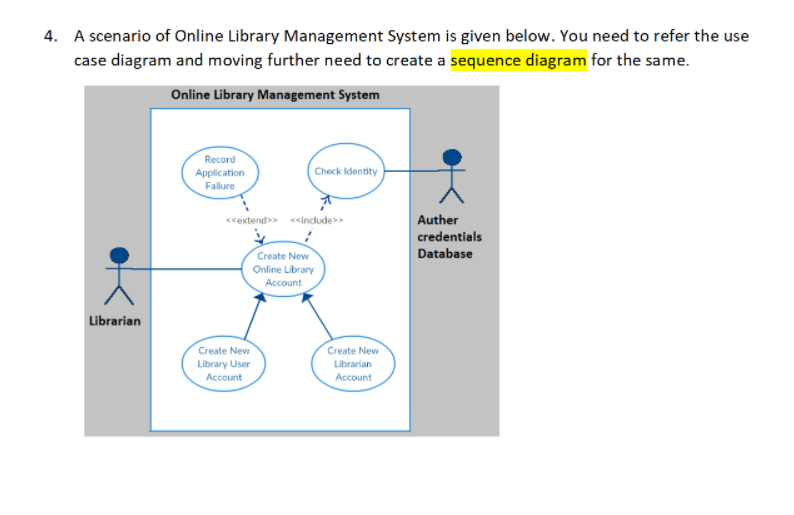 4. A scenario of Online Library Management System is given below. You need to refer the use
case diagram and moving further need to create a sequence diagram for the same.
Online Library Management System
Record
Application
Failure
Check Identity
<<extend>> <<include>>
Auther
credentials
Database
Create New
Online Library
Account
Librarian
Create New
Library User
Account
Create New
Librarian
Account